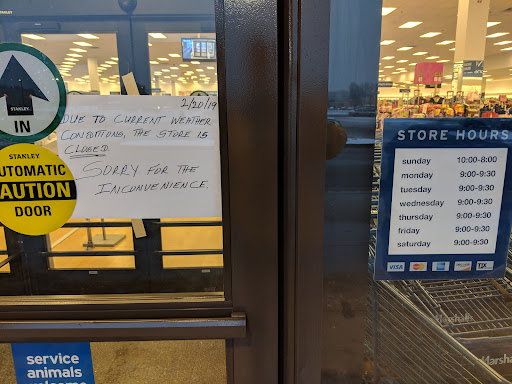 STANLEY
IN
STANLEY
AUTOMATIC
CAUTION
DOOR
2/20/19
DUE TO CURRENT WEATHER
CONDITIONS, THE STORE IS
CLOSED.
SORRY FOR THE
INCONVENIENCE.
service
animals
welcome
STORE HOURS
sunday 10:00-8:00
monday 9:00-9:30
tuesday 9:00-9:30
wednesday 9:00-9:30
thursday 9:00-9:30
friday 9:00-9:30
saturday 9:00-9:30
VISA
TJX
Marshalls